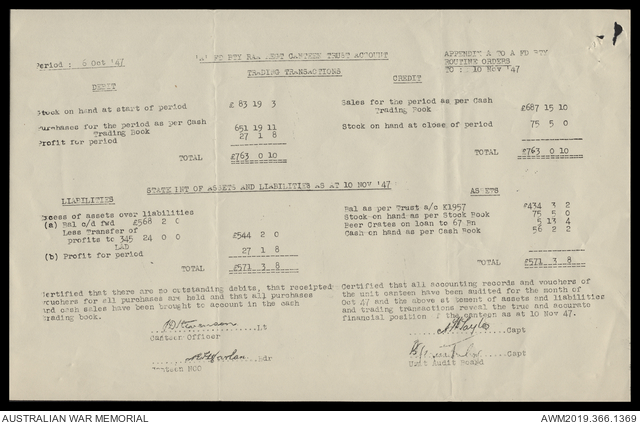 Period : 6 Oct '47
'A' FD BTY RAA REGT CANTEEN TRUST ACCOUNT
APPENDIX A TO A FD BTY
ROUTINE ORDERS
TO : 10 Nov '47
TRADING TRANSACTIONS
DEBIT
CREDIT
Stock on hand at start of period £ 83 19 3
Sales for the period as per Cash
Trading Book £687 15 10
Purchases for the period as per Cash
Trading Book 651 19 11
Profit for period 27 1 8
Stock on hand at close of period 75 5 0
TOTAL £763 0 10
TOTAL £763 0 10
STATEMENT OF ASSETS AND LIABILITIES AS AT 10 NOV '47
LIABILITIES
ASSETS
Excess of assets over liabilities
(a) Bal c/d fwd £568 2 0
Less Transfer of
profits to 345 24 0 0 £544 2 0
LAD
(b) Profit for period 27 1 8
TOTAL £571 3 8
Bal as per Trust a/c K1957 £434 3 2
Stock on hand as per Stock Book 75 5 0
Beer Crates on loan to 67 Bn 5 13 4
Cash on hand as per Cash Book 56 2 2
TOTAL £571 3 8
Certified that there are no outstanding debits, that receipted
vouchers for all purchases are held and that all purchases
and cash sales have been brought to account in the cash
trading book.
Certified that all accounting records and vouchers of
the unit canteen have been audited for the month of
Oct 47 and the above statement of assets and liabilities
and trading transactions reveal the true and accurate
financial position of the canteen as at 10 Nov 47.
Lt
Canteen Officer
Bdr
Canteen NCO
Capt
Capt
Unit Audit Board
AUSTRALIAN WAR MEMORIAL
AWM2019.366.1369